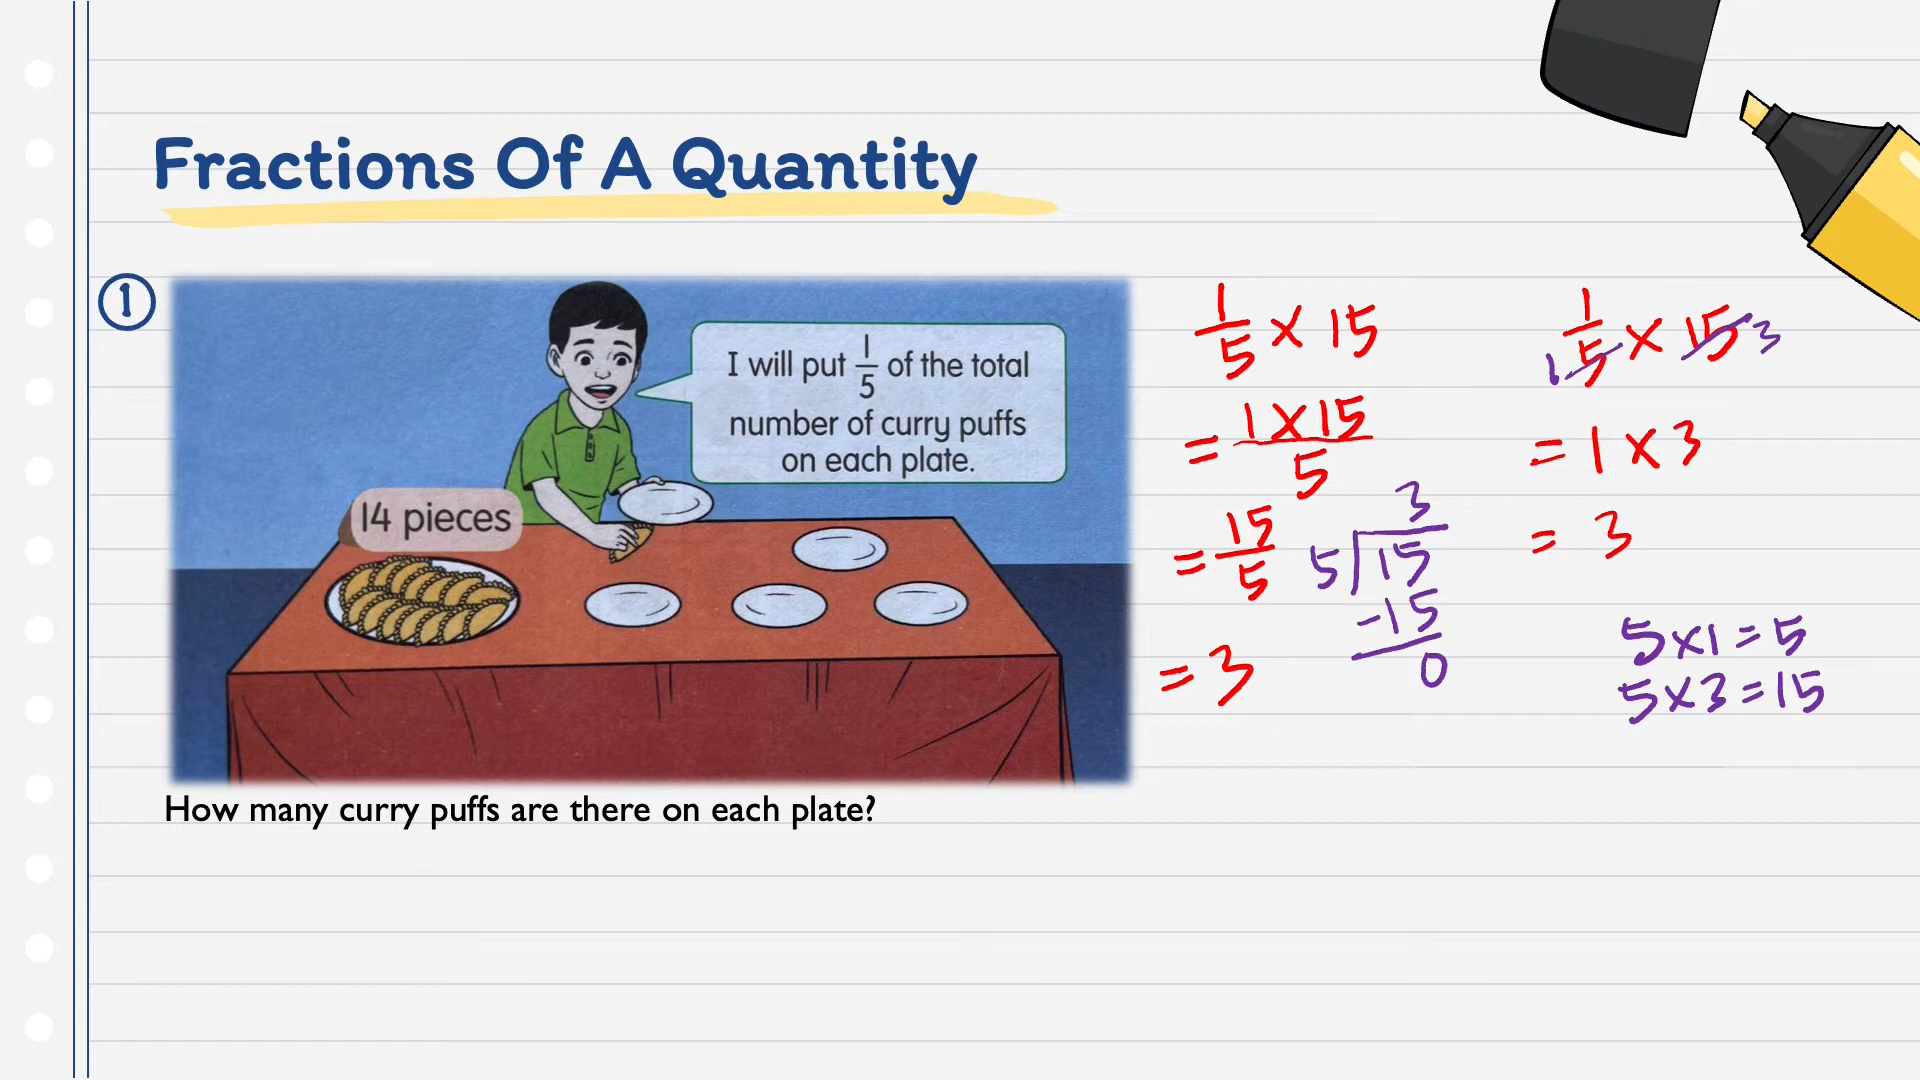 Fractions Of A Quantity
1
I will put 1/5 of the total
number of curry puffs
on each plate.
14 pieces
How many curry puffs are there on each plate?
1/5 × 15
= 1 × 15 / 5
= 15/5
= 3
3
5 15
-15
0
1/5 × 15
1 3
= 1 × 3
= 3
5 × 1 = 5
5 × 3 = 15